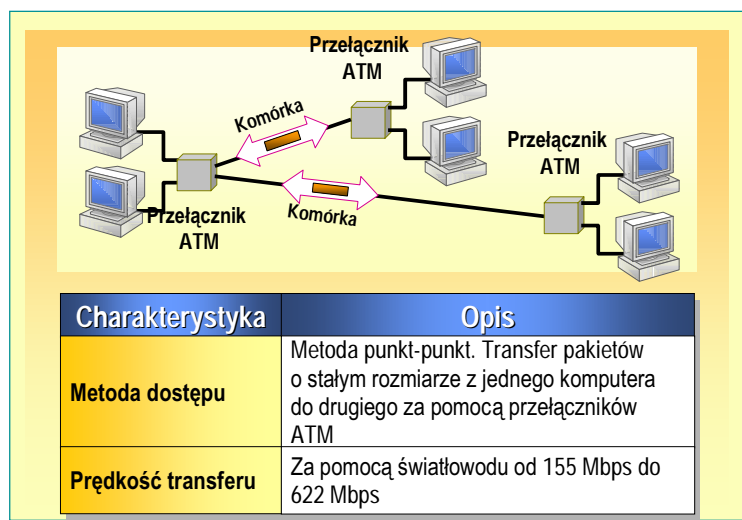 Przełącznik
ATM
Komórka
Przełącznik
ATM
Komórka
Przełącznik
ATM
Charakterystyka
Opis
Metoda dostępu
Metoda punkt-punkt. Transfer pakietów
o stałym rozmiarze z jednego komputera
do drugiego za pomocą przełączników
ATM
Prędkość transferu
Za pomocą światłowodu od 155 Mbps do
622 Mbps